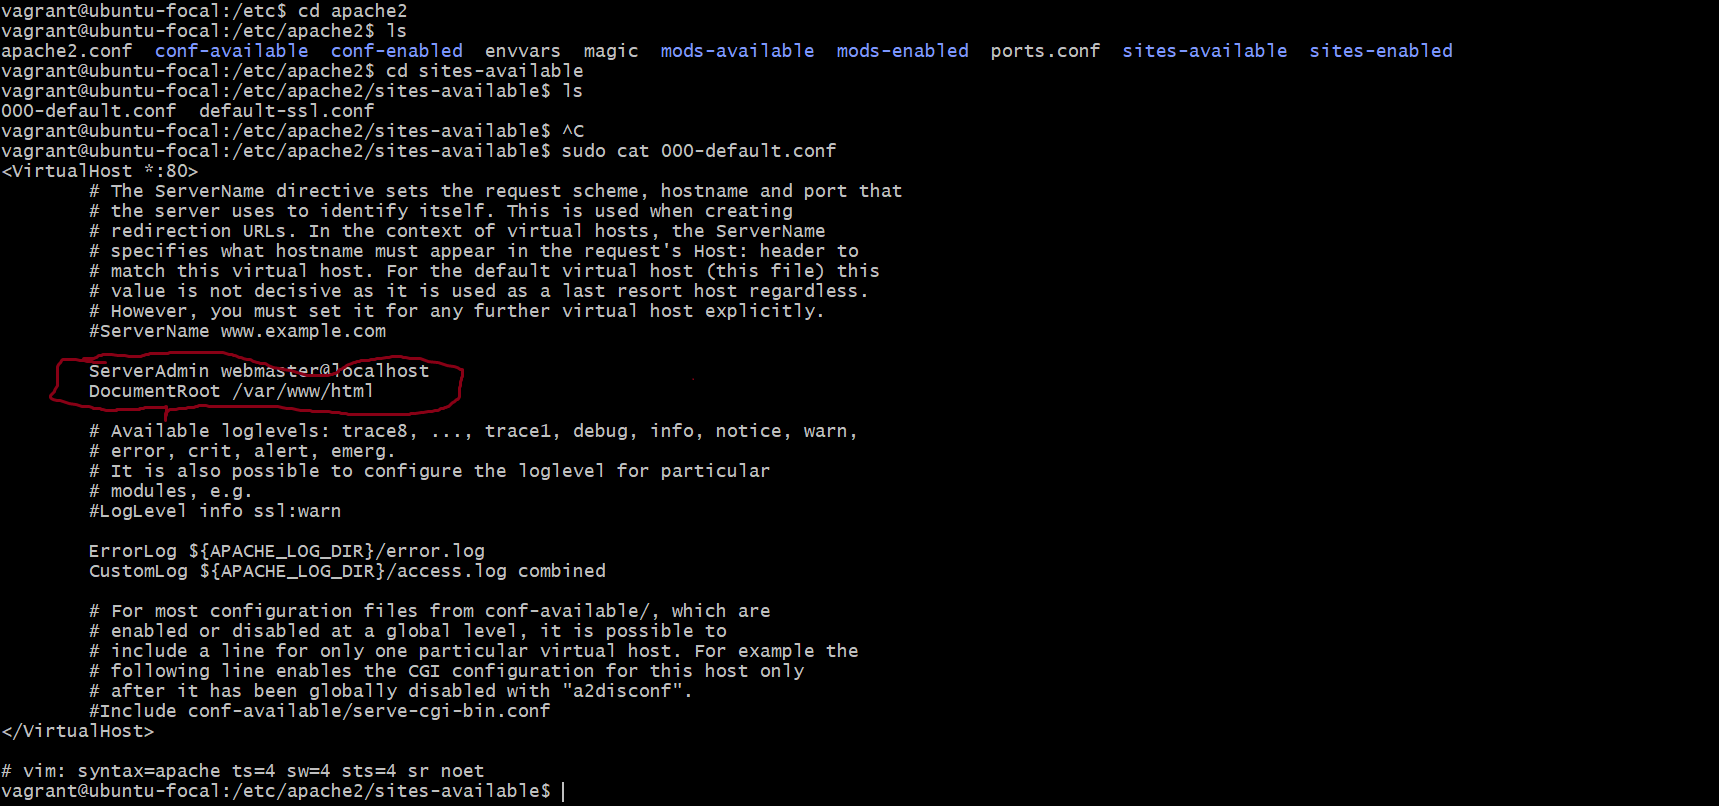 vagrant@ubuntu-focal:/etc$ cd apache2
vagrant@ubuntu-focal:/etc/apache2$ ls
apache2.conf  conf-available  conf-enabled  envvars  magic  mods-available  mods-enabled  ports.conf  sites-available  sites-enabled
vagrant@ubuntu-focal:/etc/apache2$ cd sites-available
vagrant@ubuntu-focal:/etc/apache2/sites-available$ ls
000-default.conf  default-ssl.conf
vagrant@ubuntu-focal:/etc/apache2/sites-available$ ^C
vagrant@ubuntu-focal:/etc/apache2/sites-available$ sudo cat 000-default.conf
<VirtualHost *:80>
        # The ServerName directive sets the request scheme, hostname and port that
        # the server uses to identify itself. This is used when creating
        # redirection URLs. In the context of virtual hosts, the ServerName
        # specifies what hostname must appear in the request's Host: header to
        # match this virtual host. For the default virtual host (this file) this
        # value is not decisive as it is used as a last resort host regardless.
        # However, you must set it for any further virtual host explicitly.
        #ServerName www.example.com

        ServerAdmin webmaster@localhost
        DocumentRoot /var/www/html

        # Available loglevels: trace8, ..., trace1, debug, info, notice, warn,
        # error, crit, alert, emerg.
        # It is also possible to configure the loglevel for particular
        # modules, e.g.
        #LogLevel info ssl:warn

        ErrorLog ${APACHE_LOG_DIR}/error.log
        CustomLog ${APACHE_LOG_DIR}/access.log combined

        # For most configuration files from conf-available/, which are
        # enabled or disabled at a global level, it is possible to
        # include a line for only one particular virtual host. For example the
        # following line enables the CGI configuration for this host only
        # after it has been globally disabled with "a2disconf".
        #Include conf-available/serve-cgi-bin.conf
</VirtualHost>

# vim: syntax=apache ts=4 sw=4 sts=4 sr noet
vagrant@ubuntu-focal:/etc/apache2/sites-available$